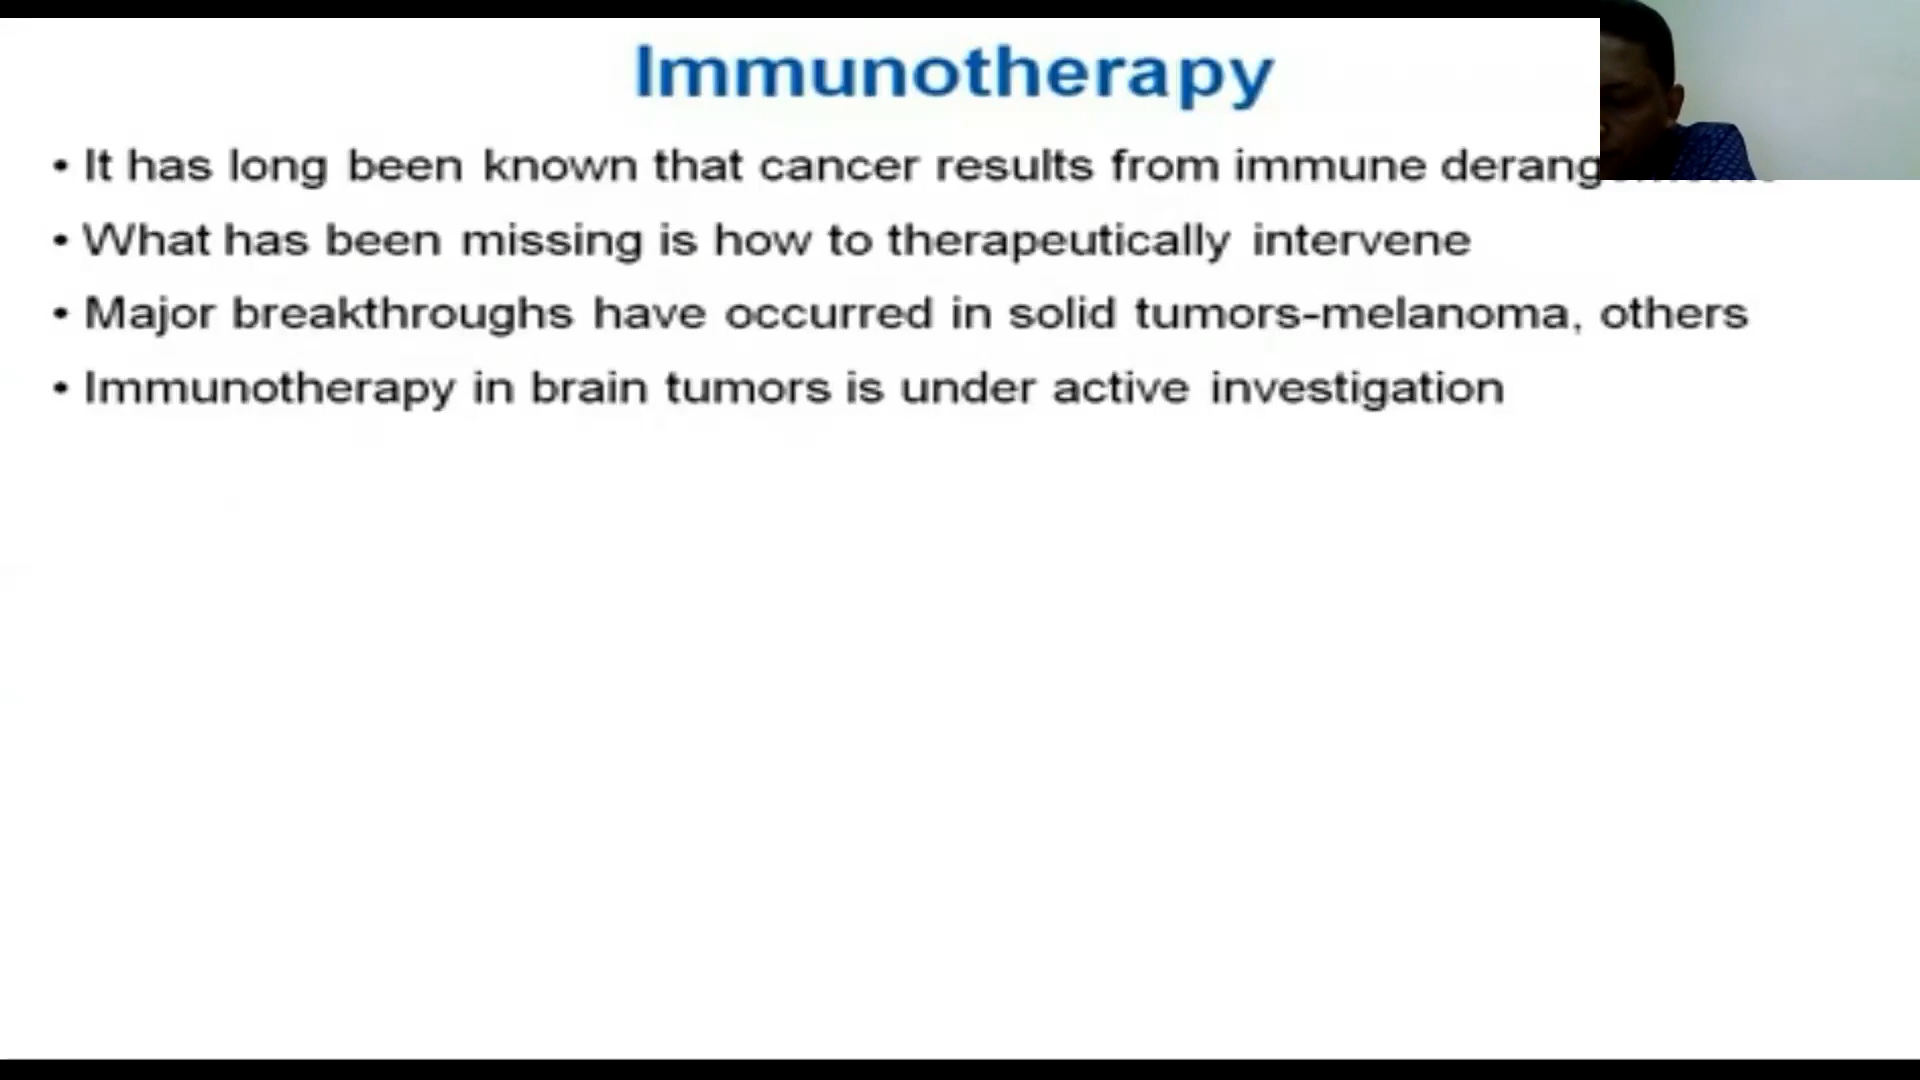 Immunotherapy
• It has long been known that cancer results from immune
• What has been missing is how to therapeutically intervene
• Major breakthroughs have occurred in solid tumors-melanoma, others
• Immunotherapy in brain tumors is under active investigation